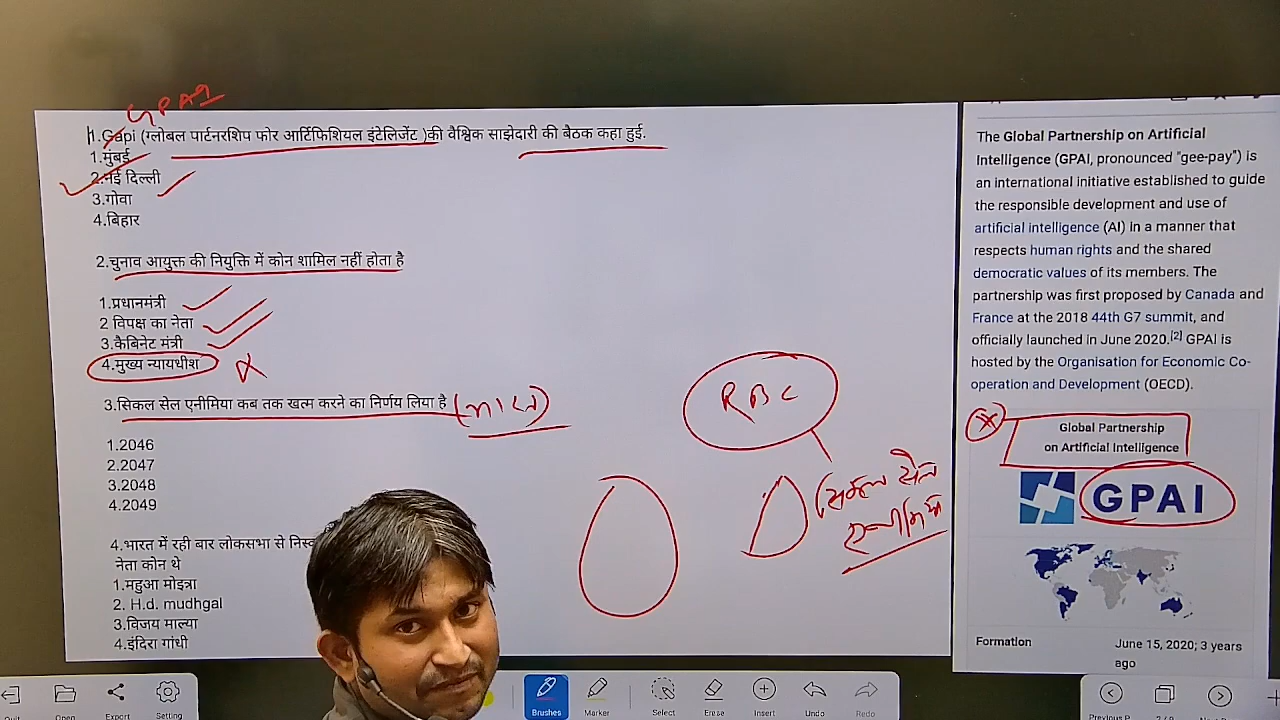 GPAI
1.Gapi (ग्लोबल पार्टनरशिप फोर आर्टिफिशियल इंटेलिजेंट )की वैश्विक साझेदारी की बैठक कहा हुई.
1.मुंबई
2.नई दिल्ली
3.गोवा
4.बिहार
2.चुनाव आयुक्त की नियुक्ति में कोन शामिल नहीं होता है
1.प्रधानमंत्री
2 विपक्ष का नेता
3.कैबिनेट मंत्री
4.मुख्य न्यायधीश
3.सिकल सेल एनीमिया कब तक खत्म करने का निर्णय लिया है (भारत)
1.2046
2.2047
3.2048
4.2049
4.भारत में रही बार लोकसभा से
नेता कोन थे
1.महुआ मोइत्रा
2. H.d. mudhgal
3.विजय माल्या
4.इंदिरा गांधी
RBC
सिकल सेल
एनीमिया
The Global Partnership on Artificial
Intelligence (GPAI, pronounced "gee-pay") is
an international initiative established to guide
the responsible development and use of
artificial intelligence (AI) in a manner that
respects human rights and the shared
democratic values of its members. The
partnership was first proposed by Canada and
France at the 2018 44th G7 summit, and
officially launched in June 2020.[2] GPAI is
hosted by the Organisation for Economic Co-
operation and Development (OECD).
Global Partnership
on Artificial Intelligence
GPAI
Formation June 15, 2020; 3 years
ago
Open Export Setting Brushes Marker Select Erase Insert Undo Redo